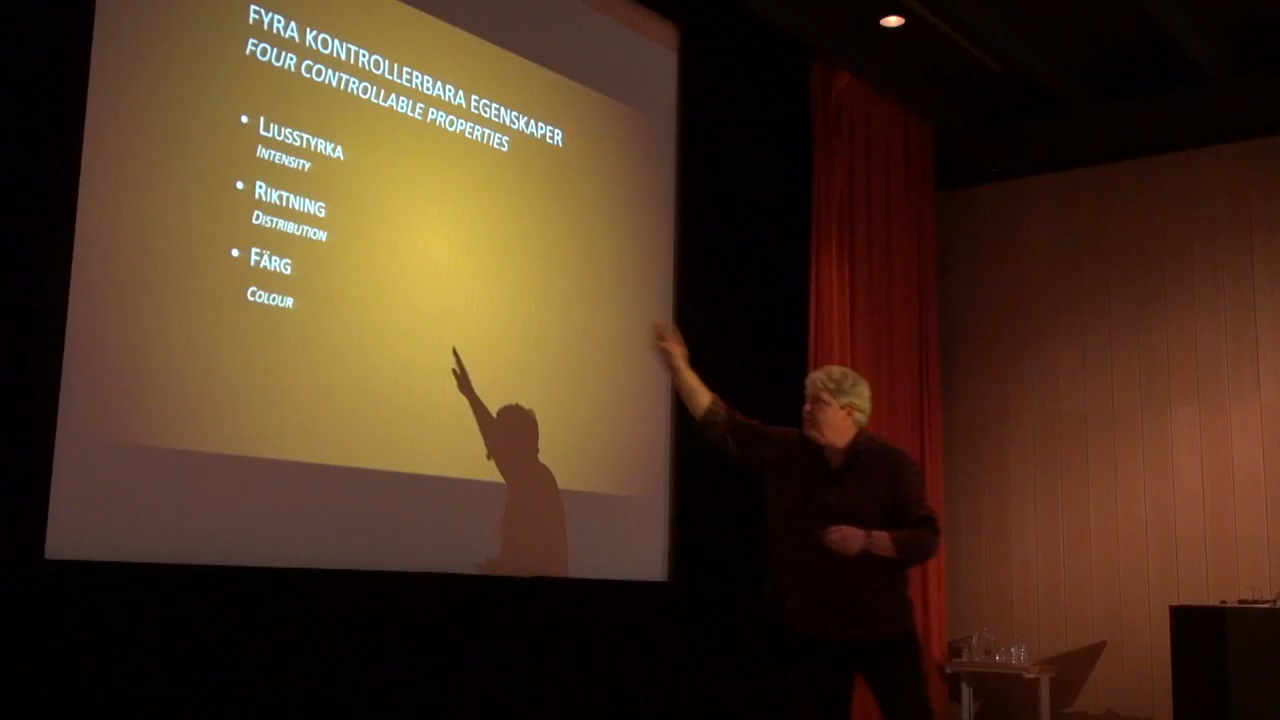 FYRA KONTROLLERBARA EGENSKAPER
FOUR CONTROLLABLE PROPERTIES
• LJUSSTYRKA
INTENSITY
• RIKTNING
DISTRIBUTION
• FÄRG
COLOUR